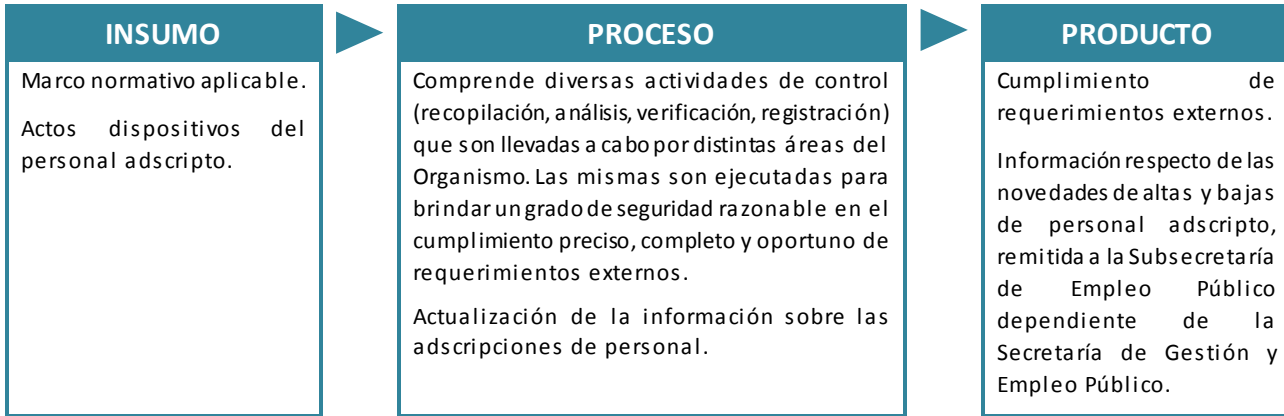 INSUMO
Marco normativo aplicable.
Actos dispositivos del
personal adscripto.
PROCESO
Comprende diversas actividades de control
(recopilación, análisis, verificación, registración)
que son llevadas a cabo por distintas áreas del
Organismo. Las mismas son ejecutadas para
brindar un grado de seguridad razonable en el
cumplimiento preciso, completo y oportuno de
requerimientos externos.
Actualización de la información sobre las
adscripciones de personal.
PRODUCTO
Cumplimiento de
requerimientos externos.
Información respecto de las
novedades de altas y bajas
de personal adscripto,
remitida a la Subsecretaría
de Empleo Público
dependiente de la
Secretaría de Gestión y
Empleo Público.